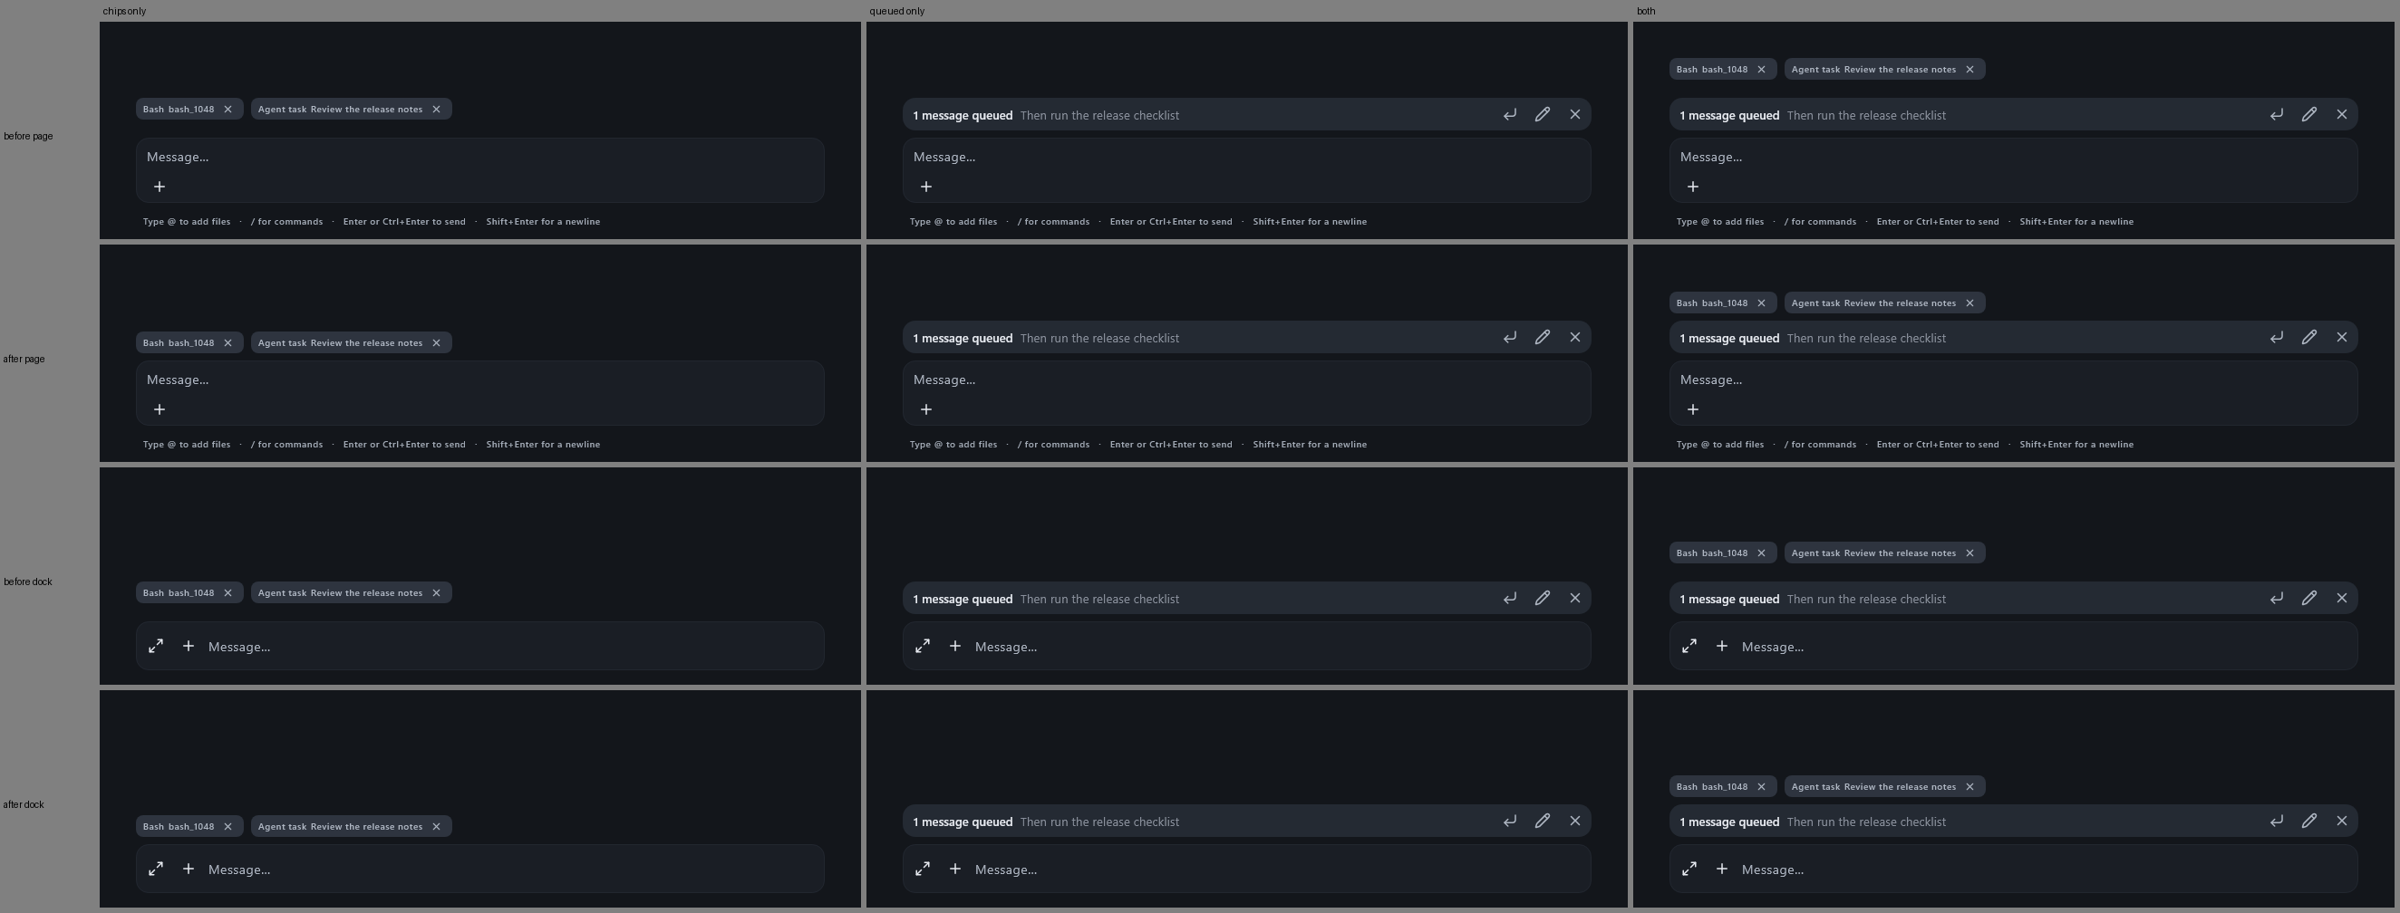 chips only
queued only
both
before page
Bash bash_1048 Agent task Review the release notes
Message...
Type @ to add files · / for commands · Enter or Ctrl+Enter to send · Shift+Enter for a newline
1 message queued Then run the release checklist
Message...
Type @ to add files · / for commands · Enter or Ctrl+Enter to send · Shift+Enter for a newline
Bash bash_1048 Agent task Review the release notes
1 message queued Then run the release checklist
Message...
Type @ to add files · / for commands · Enter or Ctrl+Enter to send · Shift+Enter for a newline
after page
Bash bash_1048 Agent task Review the release notes
Message...
Type @ to add files · / for commands · Enter or Ctrl+Enter to send · Shift+Enter for a newline
1 message queued Then run the release checklist
Message...
Type @ to add files · / for commands · Enter or Ctrl+Enter to send · Shift+Enter for a newline
Bash bash_1048 Agent task Review the release notes
1 message queued Then run the release checklist
Message...
Type @ to add files · / for commands · Enter or Ctrl+Enter to send · Shift+Enter for a newline
before dock
Bash bash_1048 Agent task Review the release notes
Message...
1 message queued Then run the release checklist
Message...
Bash bash_1048 Agent task Review the release notes
1 message queued Then run the release checklist
Message...
after dock
Bash bash_1048 Agent task Review the release notes
Message...
1 message queued Then run the release checklist
Message...
Bash bash_1048 Agent task Review the release notes
1 message queued Then run the release checklist
Message...